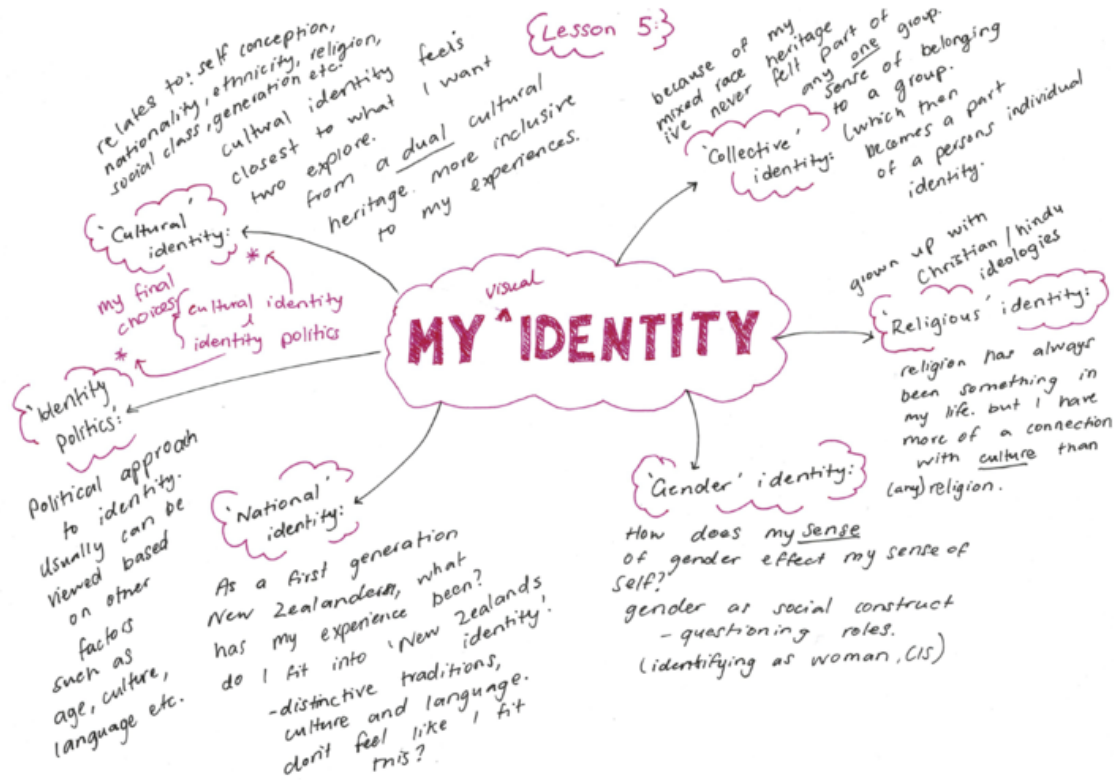 Lesson 5:
MY ^ IDENTITY
visual
relates to: self conception,
nationality, ethnicity, religion,
social class, generation etc.
cultural identity feels
closest to what I want
two explore.
from a dual cultural
heritage. more inclusive
to my experiences.
'Cultural'
identity:
*
my final
choices
cultural identity
&
identity politics
*
'Identity
Politics':
Political approach
to identity.
Usually can be
viewed based
on other
factors
such as
age, culture,
language etc.
'National'
identity:
As a first generation
New Zealander, what
has my experience been?
do I fit into 'New Zealands
identity'.
-distinctive traditions,
culture and language.
don't feel like I fit
this?
because of my
mixed race heritage
ive never felt part of
any one group.
'Collective'
identity:
sense of belonging
to a group.
(which then
becomes a part
of a persons individual
identity.
grown up with
Christian/hindu
ideologies
'Religious' identity:
religion has always
been something in
my life. but I have
more of a connection
with culture than
(any) religion.
'Gender' identity:
How does my sense
of gender effect my sense of
self?
gender as social construct
- questioning roles.
(identifying as woman, CIS)